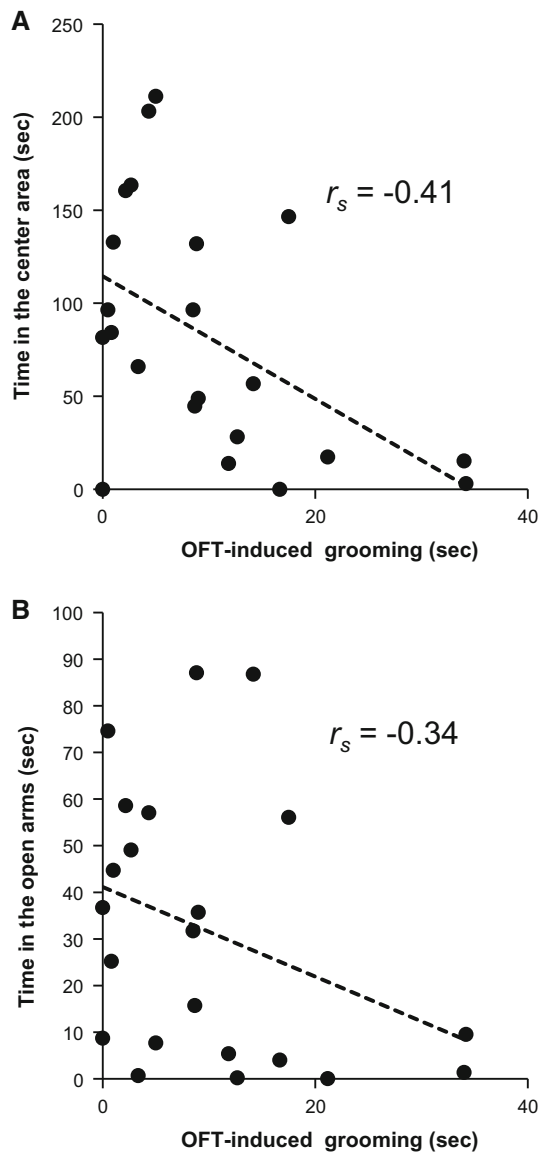 A
250
200
150
100
50
0
Time in the center area (sec)
rs = -0.41
0 20 40
OFT-induced grooming (sec)
B
100
90
80
70
60
50
40
30
20
10
0
Time in the open arms (sec)
rs = -0.34
0 20 40
OFT-induced grooming (sec)